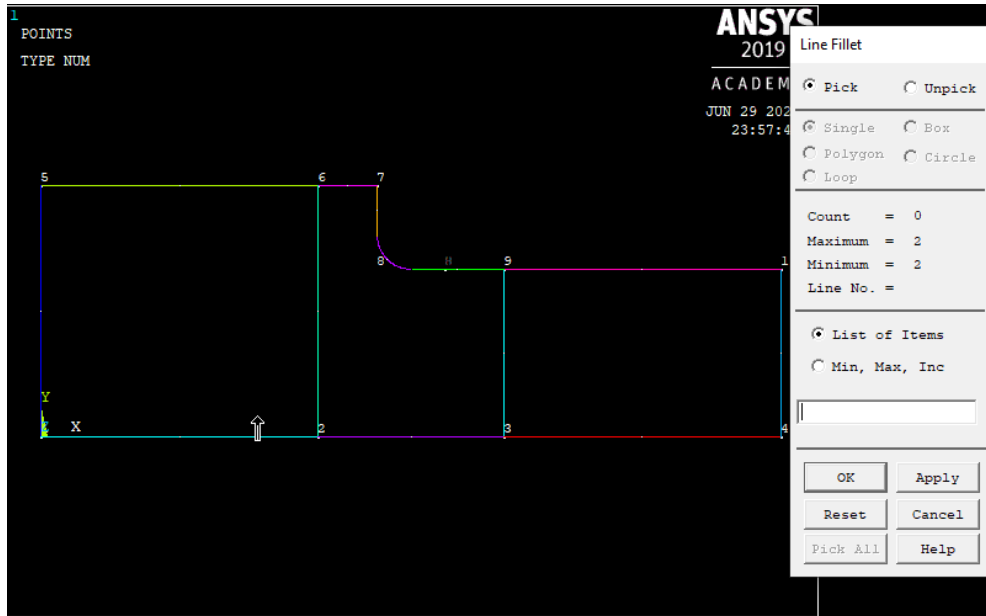 1
POINTS
TYPE NUM
ANSYS
2019
ACADEM
JUN 29 202
23:57:4
5
6
7
8
9
1
Y
X
2
3
4
Line Fillet
Pick
Unpick
Single
Box
Polygon
Circle
Loop
Count = 0
Maximum = 2
Minimum = 2
Line No. =
List of Items
Min, Max, Inc
OK
Apply
Reset
Cancel
Pick All
Help